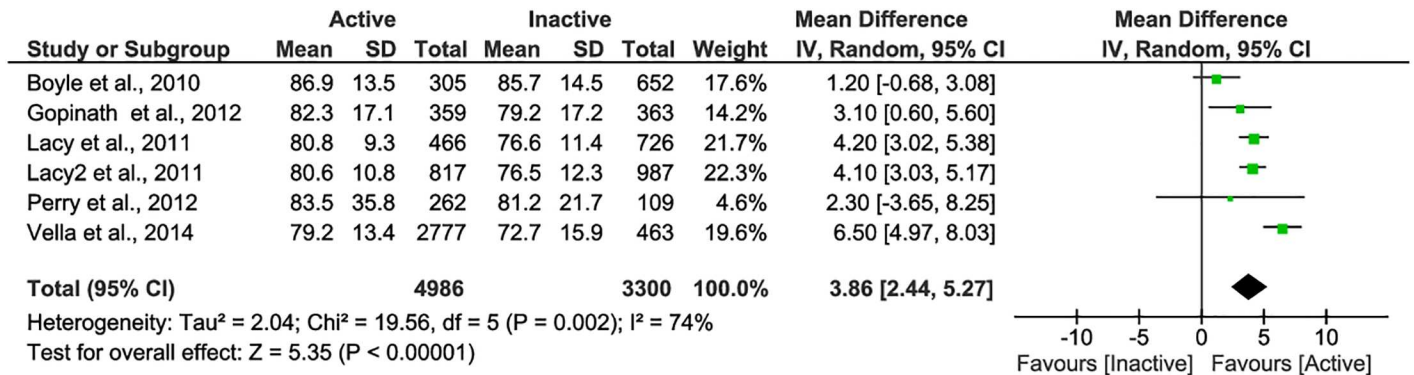 Active Inactive Mean Difference Mean Difference
Study or Subgroup Mean SD Total Mean SD Total Weight IV, Random, 95% CI IV, Random, 95% CI
Boyle et al., 2010 86.9 13.5 305 85.7 14.5 652 17.6% 1.20 [-0.68, 3.08]
Gopinath et al., 2012 82.3 17.1 359 79.2 17.2 363 14.2% 3.10 [0.60, 5.60]
Lacy et al., 2011 80.8 9.3 466 76.6 11.4 726 21.7% 4.20 [3.02, 5.38]
Lacy2 et al., 2011 80.6 10.8 817 76.5 12.3 987 22.3% 4.10 [3.03, 5.17]
Perry et al., 2012 83.5 35.8 262 81.2 21.7 109 4.6% 2.30 [-3.65, 8.25]
Vella et al., 2014 79.2 13.4 2777 72.7 15.9 463 19.6% 6.50 [4.97, 8.03]
Total (95% CI) 4986 3300 100.0% 3.86 [2.44, 5.27]
Heterogeneity: Tau² = 2.04; Chi² = 19.56, df = 5 (P = 0.002); I² = 74%
Test for overall effect: Z = 5.35 (P < 0.00001)
-10 -5 0 5 10
Favours [Inactive] Favours [Active]